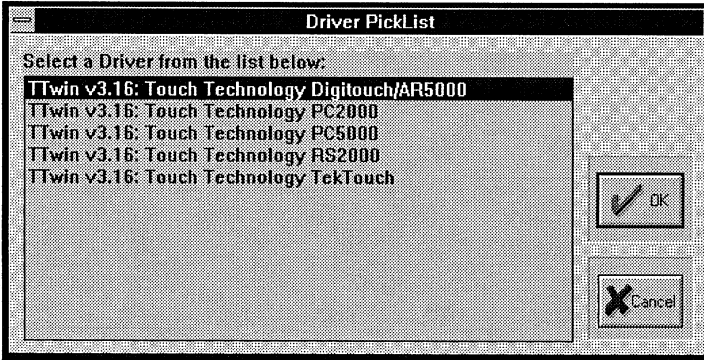 Driver PickList
Select a Driver from the list below:
TTwin v3.16: Touch Technology Digitouch/AR5000
TTwin v3.16: Touch Technology PC2000
TTwin v3.16: Touch Technology PC5000
TTwin v3.16: Touch Technology RS2000
TTwin v3.16: Touch Technology TekTouch
OK
Cancel